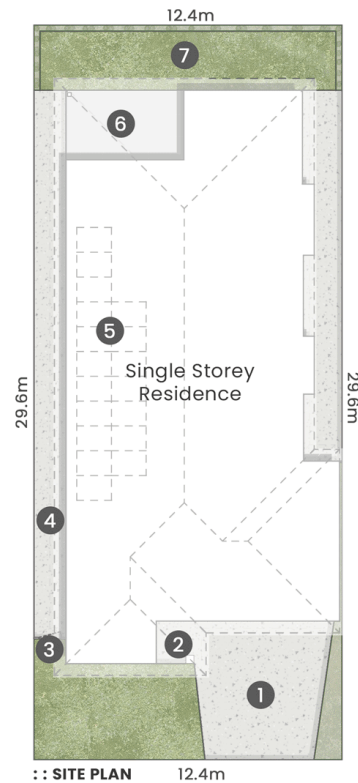 12.4m
7
6
5
Single Storey
Residence
29.6m
29.6m
4
3
2
1
:: SITE PLAN
12.4m